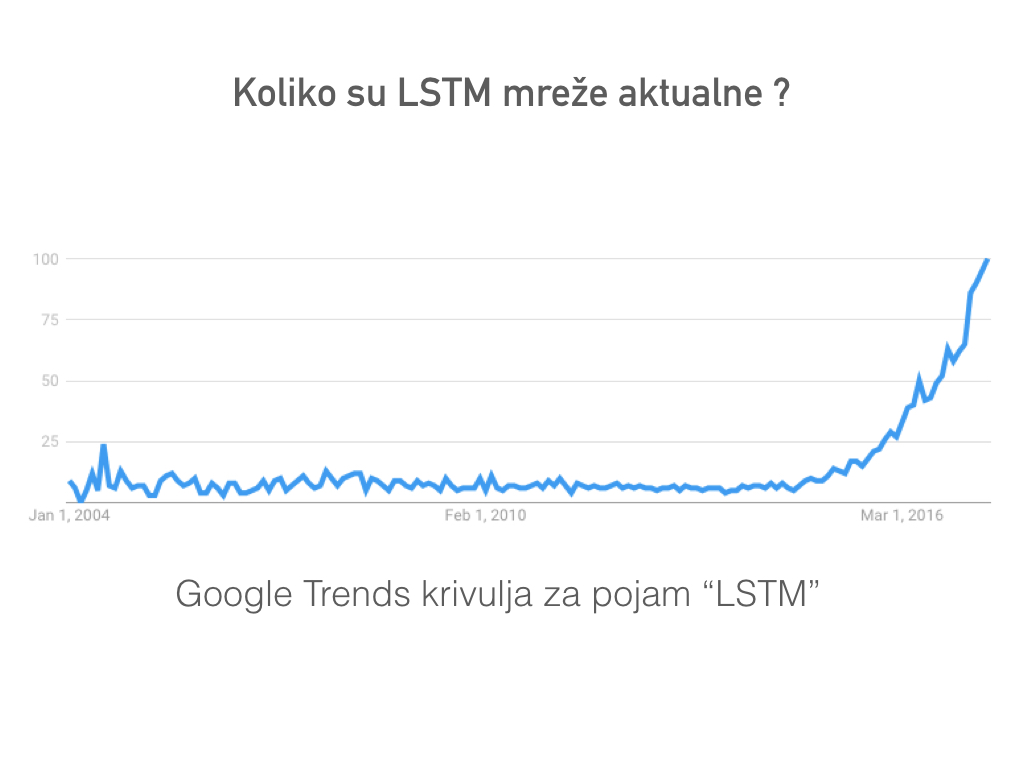 Koliko su LSTM mreže aktualne ?
100
75
50
25
Jan 1, 2004
Feb 1, 2010
Mar 1, 2016
Google Trends krivulja za pojam “LSTM”